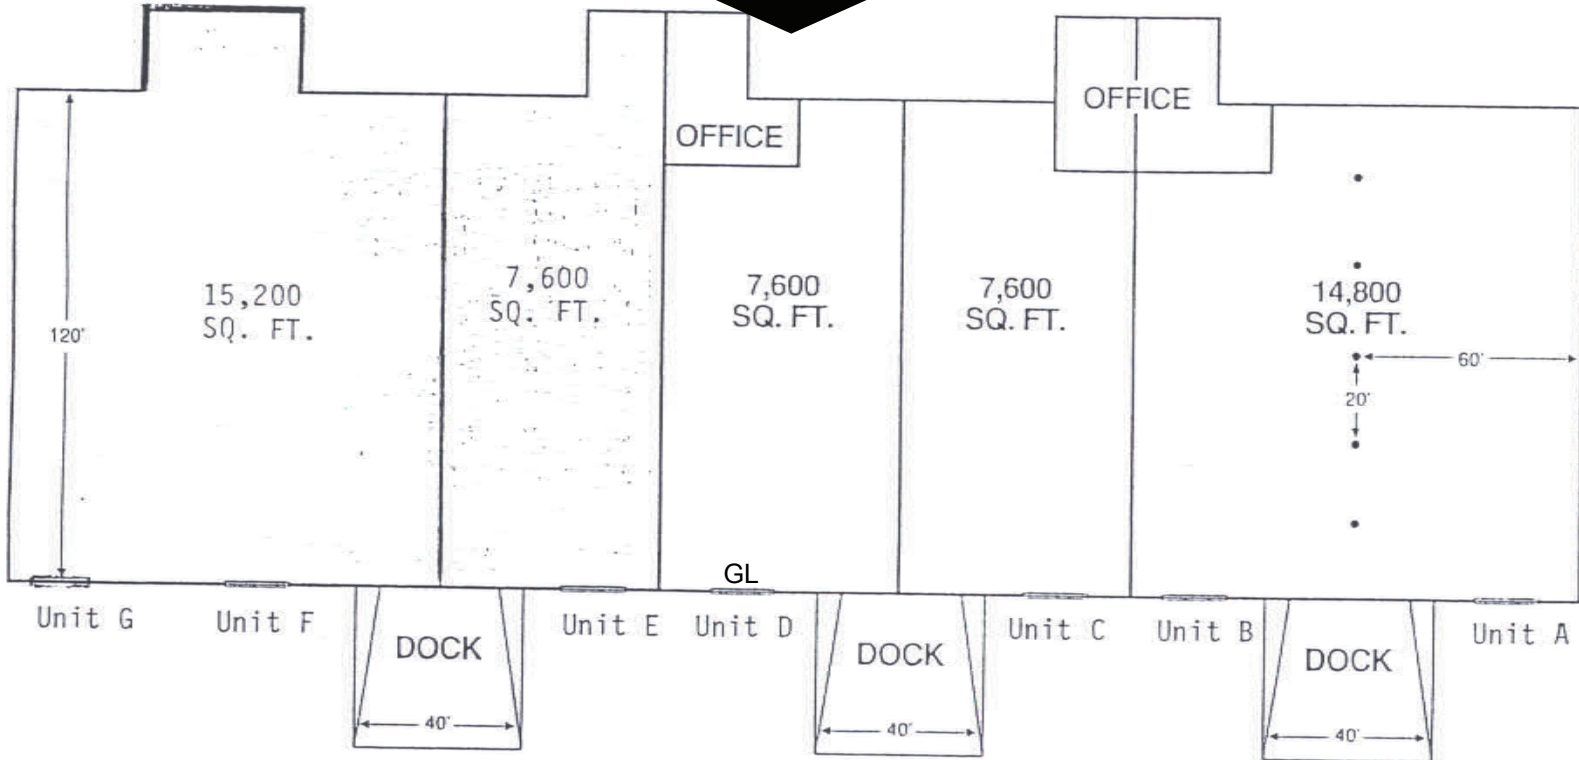 OFFICE
OFFICE
15,200
SQ. FT.
7,600
SQ. FT.
7,600
SQ. FT.
7,600
SQ. FT.
14,800
SQ. FT.
120'
60'
20'
GL
Unit G
Unit F
Unit E
Unit D
Unit C
Unit B
Unit A
DOCK
DOCK
DOCK
40'
40'
40'